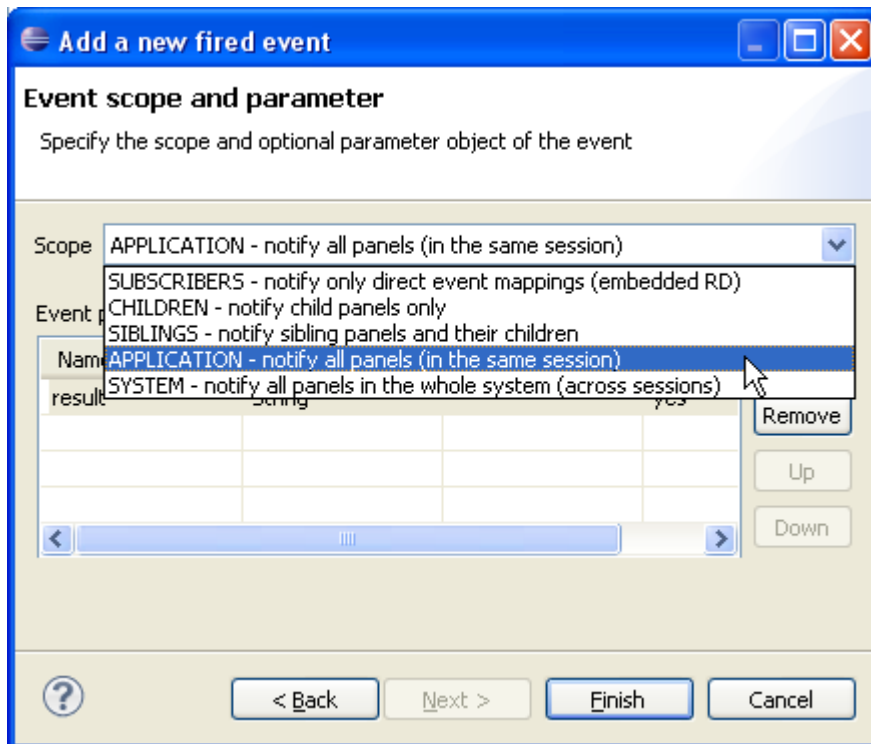 Add a new fired event
Event scope and parameter
Specify the scope and optional parameter object of the event
Scope APPLICATION - notify all panels (in the same session)
SUBSCRIBERS - notify only direct event mappings (embedded RD)
CHILDREN - notify child panels only
Event
SIBLINGS - notify sibling panels and their children
APPLICATION - notify all panels (in the same session)
SYSTEM - notify all panels in the whole system (across sessions)
result String yes
Remove
Up
Down
? < Back Next > Finish Cancel